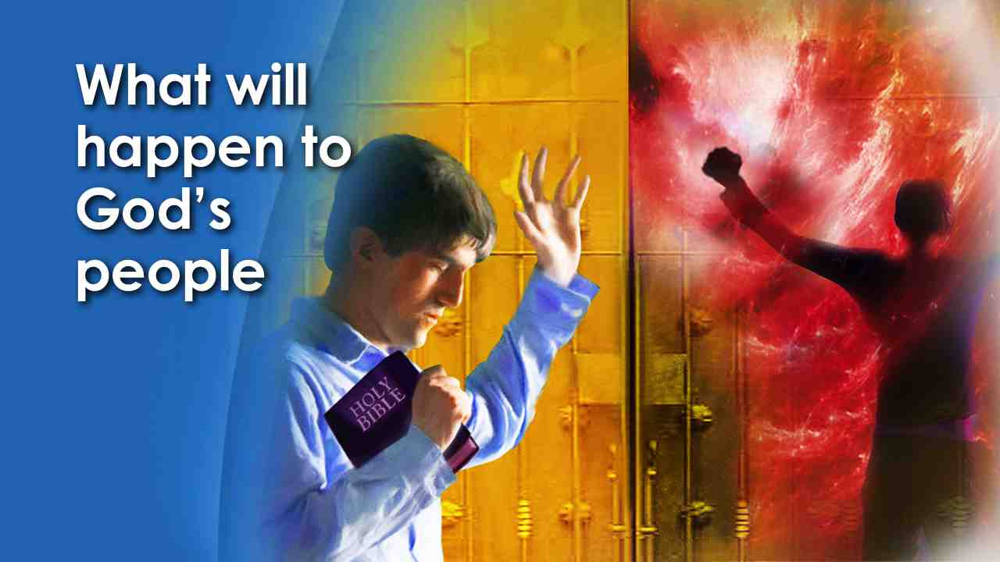 What will
happen to
God's
people
HOLY
BIBLE